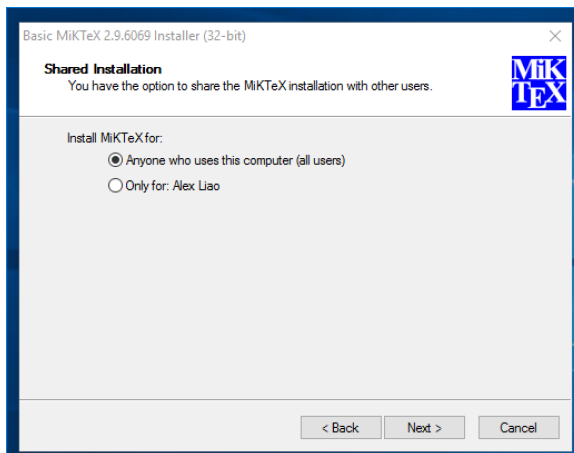 Basic MiKTeX 2.9.6069 Installer (32-bit)
Shared Installation
You have the option to share the MiKTeX installation with other users.
MiK
TEX
Install MiKTeX for:
Anyone who uses this computer (all users)
Only for: Alex Liao
< Back Next > Cancel